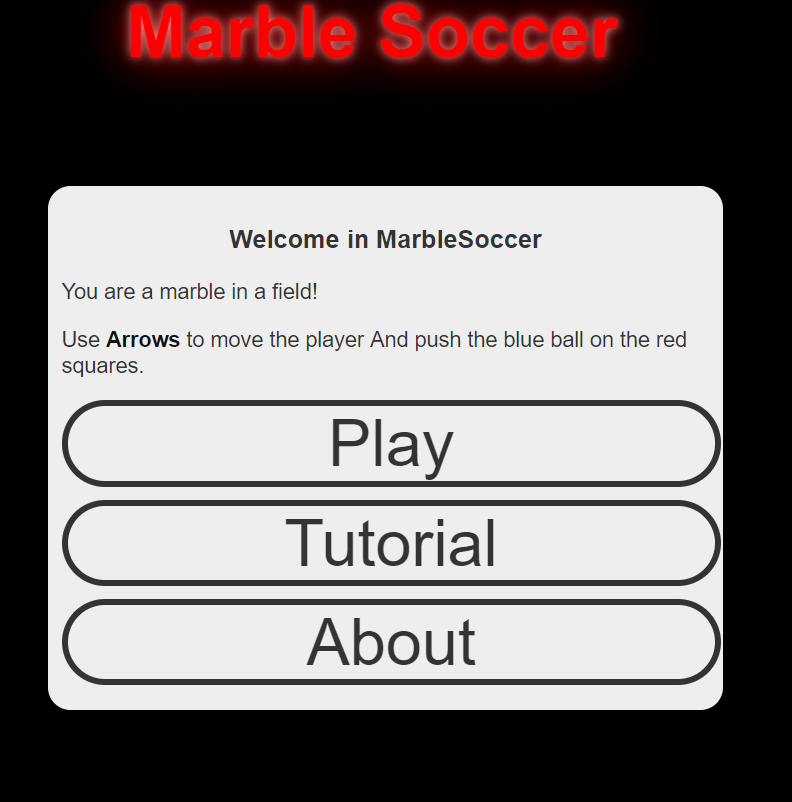 Marble Soccer
Welcome in MarbleSoccer
You are a marble in a field!
Use Arrows to move the player And push the blue ball on the red
squares.
Play
Tutorial
About